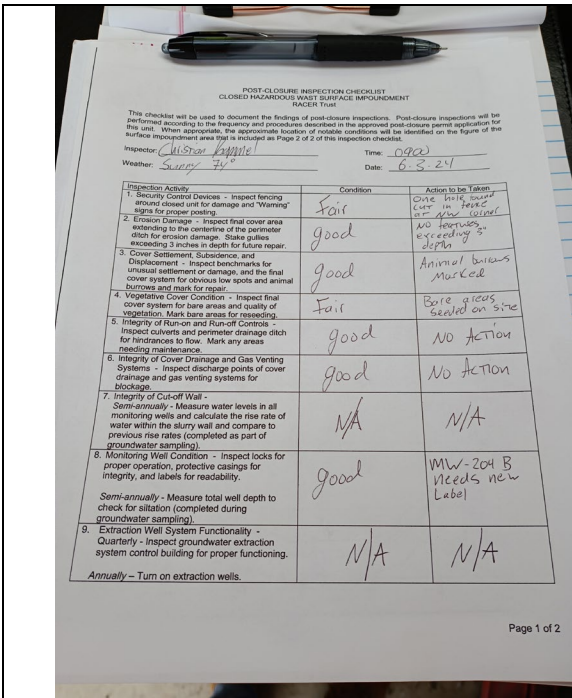 POST-CLOSURE INSPECTION CHECKLIST
CLOSED HAZARDOUS WAST SURFACE IMPOUNDMENT
RACER Trust
This checklist will be used to document the findings of post-closure inspections. Post-closure inspections will be
performed according to the frequency and procedures described in the approved post-closure permit application for
this unit. When appropriate, the approximate location of notable conditions will be identified on the figure of the
surface impoundment area that is included as Page 2 of 2 of this inspection checklist.
Inspector: Time: 0900
Weather: Sunny 74° Date: 6-3-24
Inspection Activity Condition Action to be Taken
1. Security Control Devices - Inspect fencing
around closed unit for damage and "Warning"
signs for proper posting.
Fair
One hole found
cut in fence
at NW corner
2. Erosion Damage - Inspect final cover area
extending to the centerline of the perimeter
ditch for erosion damage. Stake gullies
exceeding 3 inches in depth for future repair.
good
NO features
exceeding 3"
depth
3. Cover Settlement, Subsidence, and
Displacement - Inspect benchmarks for
unusual settlement or damage, and the final
cover system for obvious low spots and animal
burrows and mark for repair.
good
Animal burrows
Marked
4. Vegetative Cover Condition - Inspect final
cover system for bare areas and quality of
vegetation. Mark bare areas for reseeding.
Fair
Bare areas
seeded on site
5. Integrity of Run-on and Run-off Controls -
Inspect culverts and perimeter drainage ditch
for hindrances to flow. Mark any areas
needing maintenance.
good
NO ACTION
6. Integrity of Cover Drainage and Gas Venting
Systems - Inspect discharge points of cover
drainage and gas venting systems for
blockage.
good
No Action
7. Integrity of Cut-off Wall -
Semi-annually - Measure water levels in all
monitoring wells and calculate the rise rate of
water within the slurry wall and compare to
previous rise rates (completed as part of
groundwater sampling).
N/A
N/A
8. Monitoring Well Condition - Inspect locks for
proper operation, protective casings for
integrity, and labels for readability.
Semi-annually - Measure total well depth to
check for siltation (completed during
groundwater sampling).
good
MW-204 B
needs new
Label
9. Extraction Well System Functionality -
Quarterly - Inspect groundwater extraction
system control building for proper functioning.
Annually – Turn on extraction wells.
N/A
N/A
Page 1 of 2